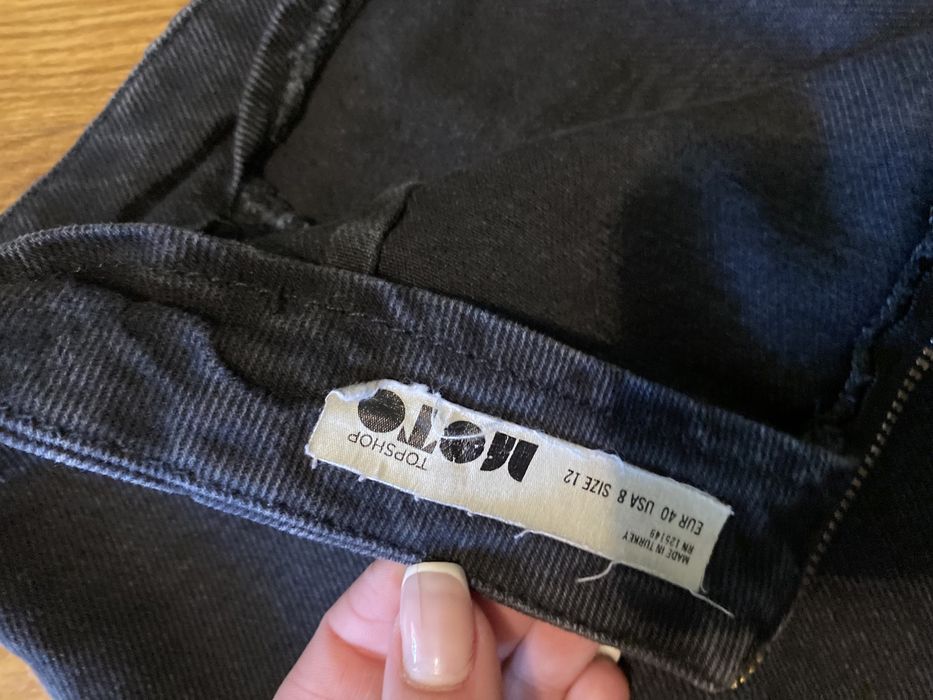 MOTO
TOPSHOP
EUR 40 USA 8 SIZE 12
MADE IN TURKEY
RN 125149